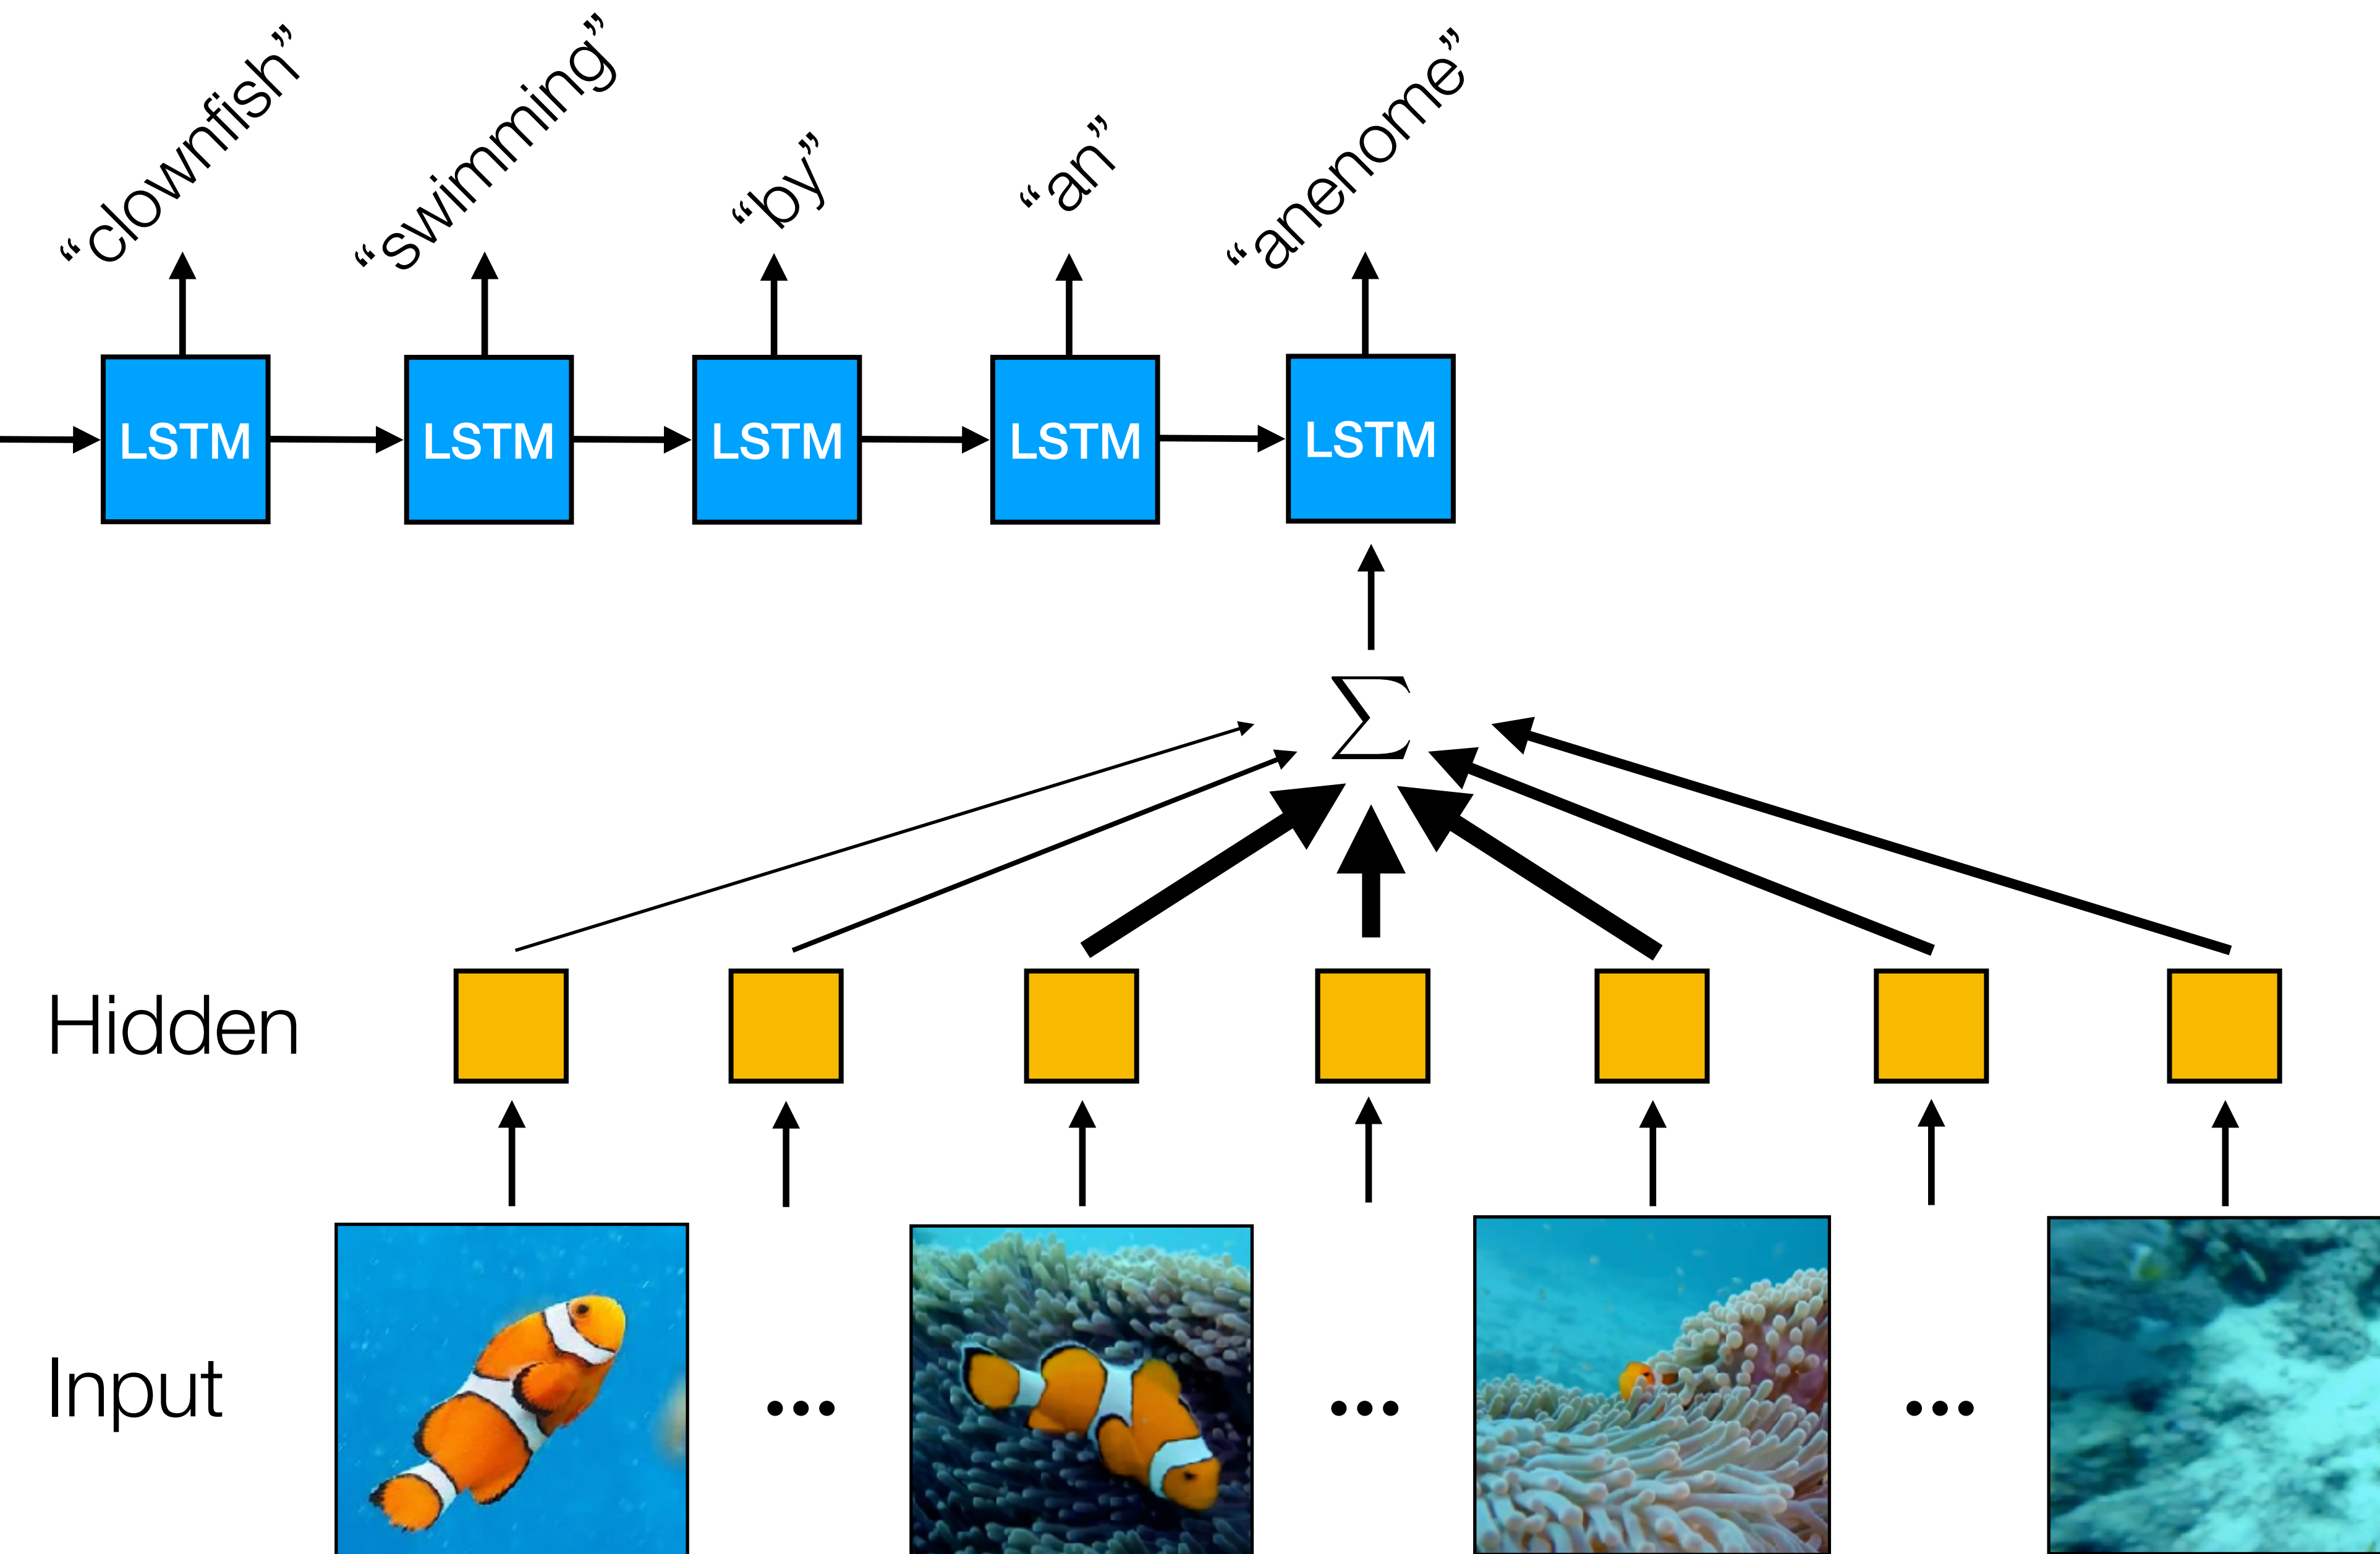 “clownfish” “swimming” “by” “an” “anenome”
LSTM LSTM LSTM LSTM LSTM
∑
Hidden
Input